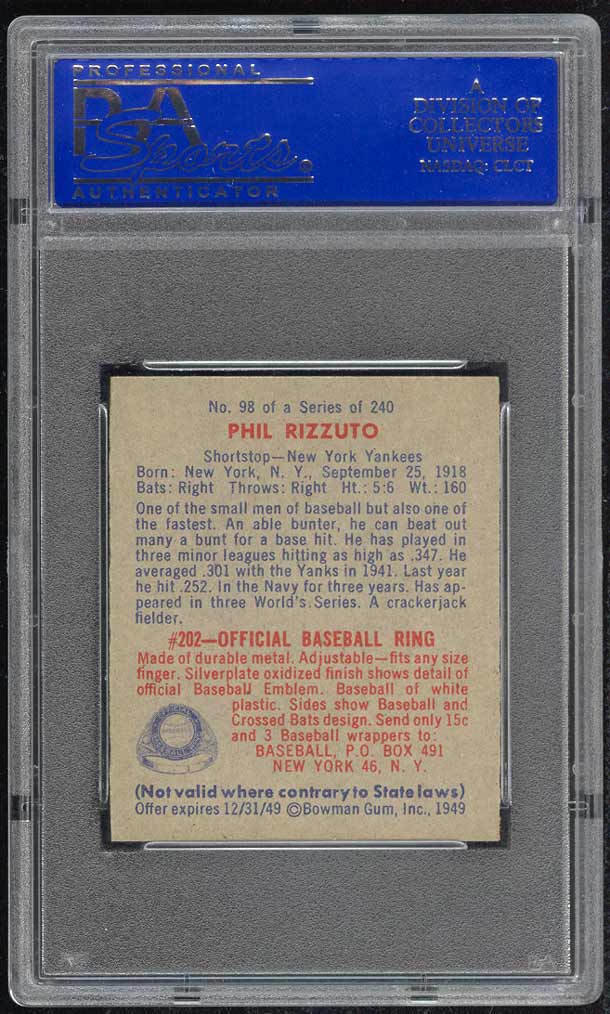 PROFESSIONAL
PSA
Sports.
AUTHENTICATOR
A
DIVISION OF
COLLECTORS
UNIVERSE
NASDAQ: CLCT
No. 98 of a Series of 240
PHIL RIZZUTO
Shortstop—New York Yankees
Born: New York, N. Y., September 25, 1918
Bats: Right Throws: Right Ht.: 5:6 Wt.: 160
One of the small men of baseball but also one of
the fastest. An able bunter, he can beat out
many a bunt for a base hit. He has played in
three minor leagues hitting as high as .347. He
averaged .301 with the Yanks in 1941. Last year
he hit .252. In the Navy for three years. Has ap-
peared in three World's Series. A crackerjack
fielder.
#202—OFFICIAL BASEBALL RING
Made of durable metal. Adjustable—fits any size
finger. Silverplate oxidized finish shows detail of
official Baseball Emblem. Baseball of white
plastic. Sides show Baseball and
Crossed Bats design. Send only 15c
and 3 Baseball wrappers to:
BASEBALL, P.O. BOX 491
NEW YORK 46, N. Y.
(Not valid where contrary to State laws)
Offer expires 12/31/49 ©Bowman Gum, Inc., 1949
PSA